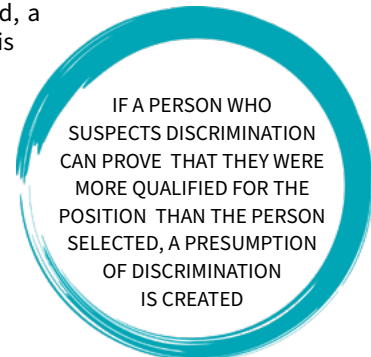 d, a
is
IF A PERSON WHO
SUSPECTS DISCRIMINATION
CAN PROVE THAT THEY WERE
MORE QUALIFIED FOR THE
POSITION THAN THE PERSON
SELECTED, A PRESUMPTION
OF DISCRIMINATION
IS CREATED